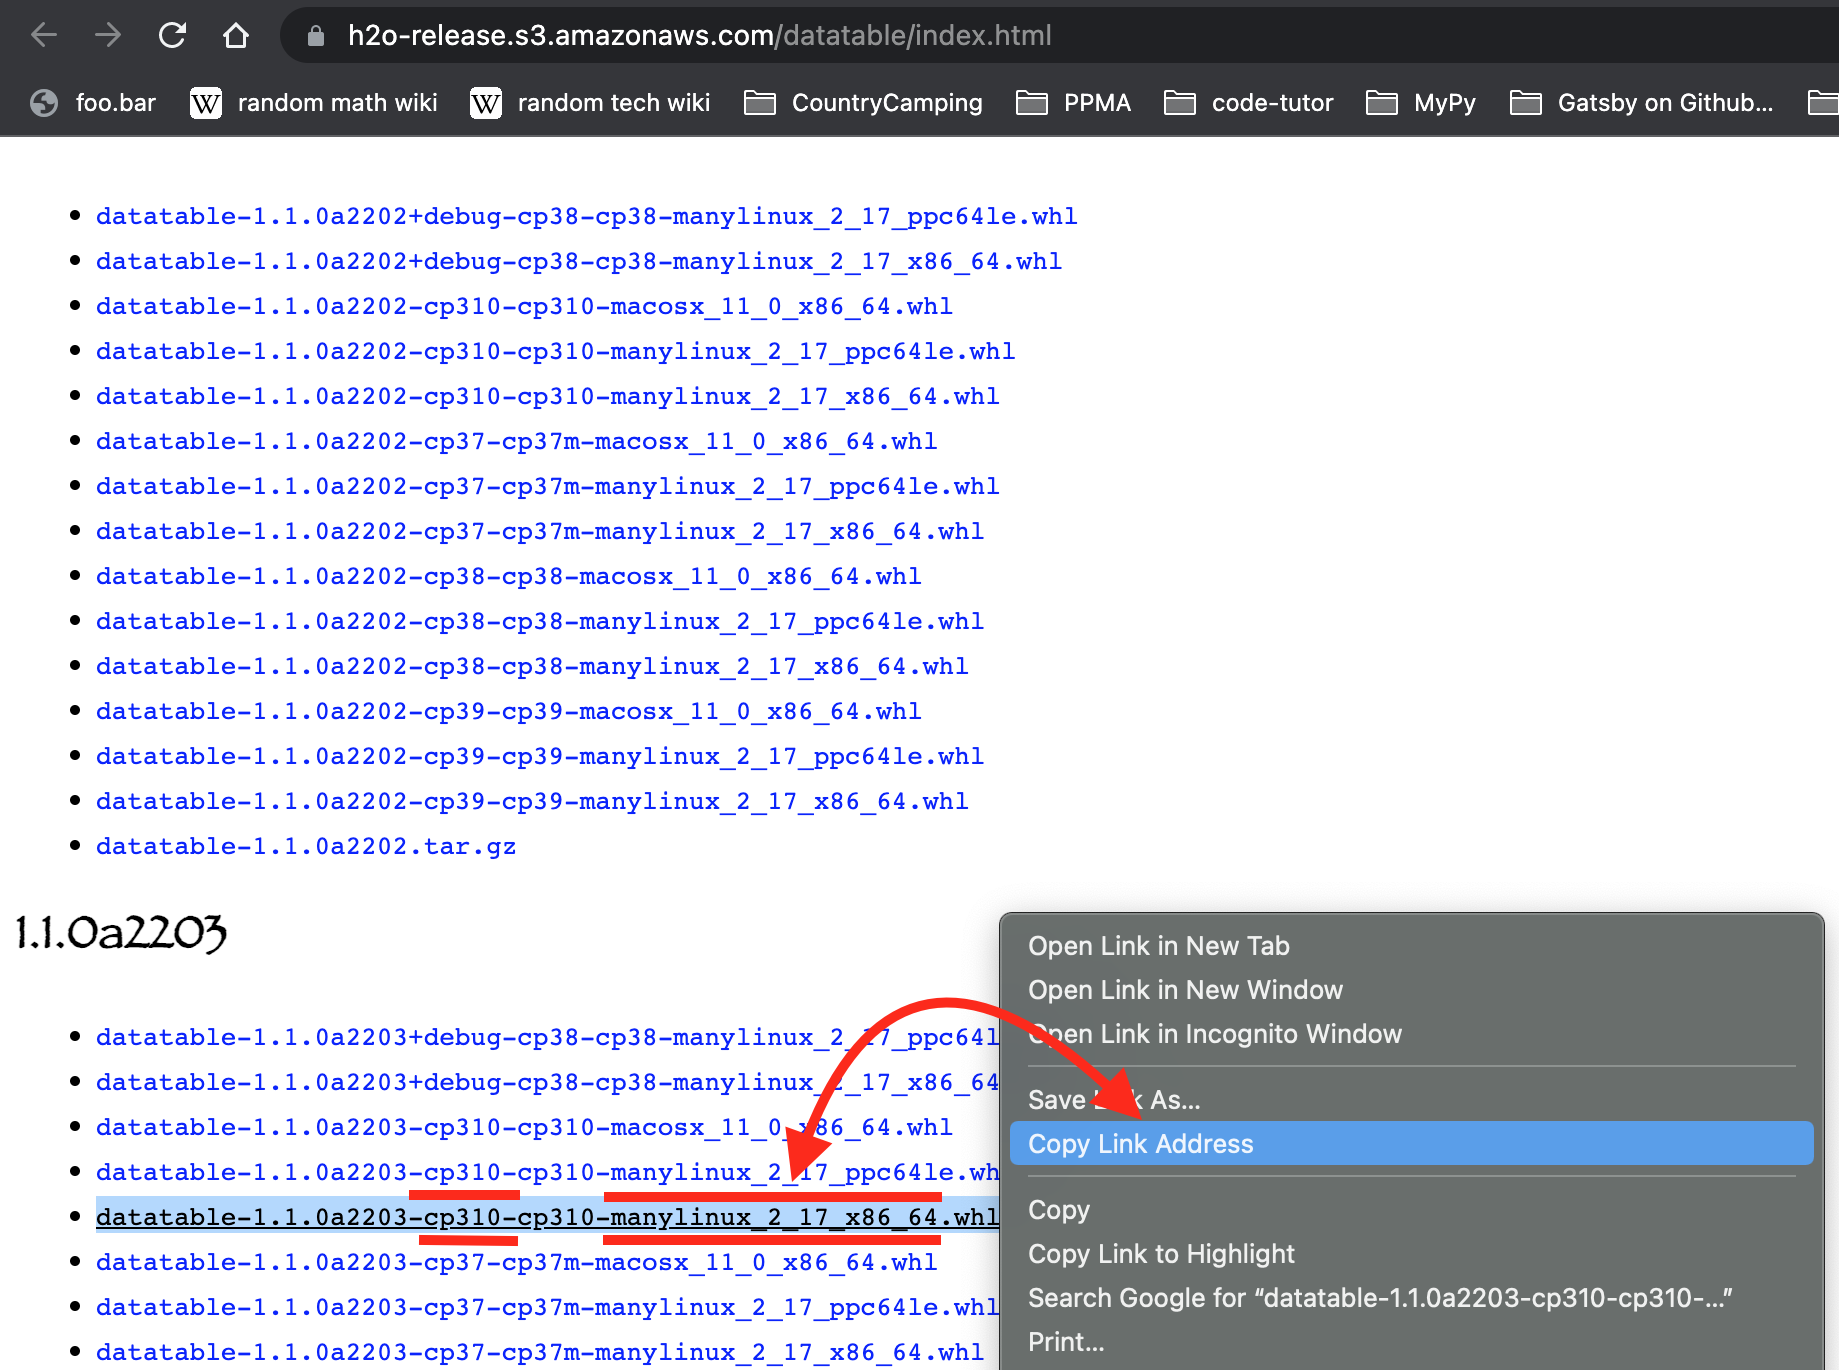 h2o-release.s3.amazonaws.com/datatable/index.html
foo.bar random math wiki random tech wiki CountryCamping PPMA code-tutor MyPy Gatsby on Github...
datatable-1.1.0a2202+debug-cp38-cp38-manylinux_2_17_ppc64le.whl
datatable-1.1.0a2202+debug-cp38-cp38-manylinux_2_17_x86_64.whl
datatable-1.1.0a2202-cp310-cp310-macosx_11_0_x86_64.whl
datatable-1.1.0a2202-cp310-cp310-manylinux_2_17_ppc64le.whl
datatable-1.1.0a2202-cp310-cp310-manylinux_2_17_x86_64.whl
datatable-1.1.0a2202-cp37-cp37m-macosx_11_0_x86_64.whl
datatable-1.1.0a2202-cp37-cp37m-manylinux_2_17_ppc64le.whl
datatable-1.1.0a2202-cp37-cp37m-manylinux_2_17_x86_64.whl
datatable-1.1.0a2202-cp38-cp38-macosx_11_0_x86_64.whl
datatable-1.1.0a2202-cp38-cp38-manylinux_2_17_ppc64le.whl
datatable-1.1.0a2202-cp38-cp38-manylinux_2_17_x86_64.whl
datatable-1.1.0a2202-cp39-cp39-macosx_11_0_x86_64.whl
datatable-1.1.0a2202-cp39-cp39-manylinux_2_17_ppc64le.whl
datatable-1.1.0a2202-cp39-cp39-manylinux_2_17_x86_64.whl
datatable-1.1.0a2202.tar.gz
1.1.0a2203
datatable-1.1.0a2203+debug-cp38-cp38-manylinux_2_17_ppc64l
datatable-1.1.0a2203+debug-cp38-cp38-manylinux_2_17_x86_64
datatable-1.1.0a2203-cp310-cp310-macosx_11_0_x86_64.whl
datatable-1.1.0a2203-cp310-cp310-manylinux_2_17_ppc64le.wh
datatable-1.1.0a2203-cp310-cp310-manylinux_2_17_x86_64.whl
datatable-1.1.0a2203-cp37-cp37m-macosx_11_0_x86_64.whl
datatable-1.1.0a2203-cp37-cp37m-manylinux_2_17_ppc64le.whl
datatable-1.1.0a2203-cp37-cp37m-manylinux_2_17_x86_64.whl
Open Link in New Tab
Open Link in New Window
Open Link in Incognito Window
Save Link As...
Copy Link Address
Copy
Copy Link to Highlight
Search Google for “datatable-1.1.0a2203-cp310-cp310-...”
Print...